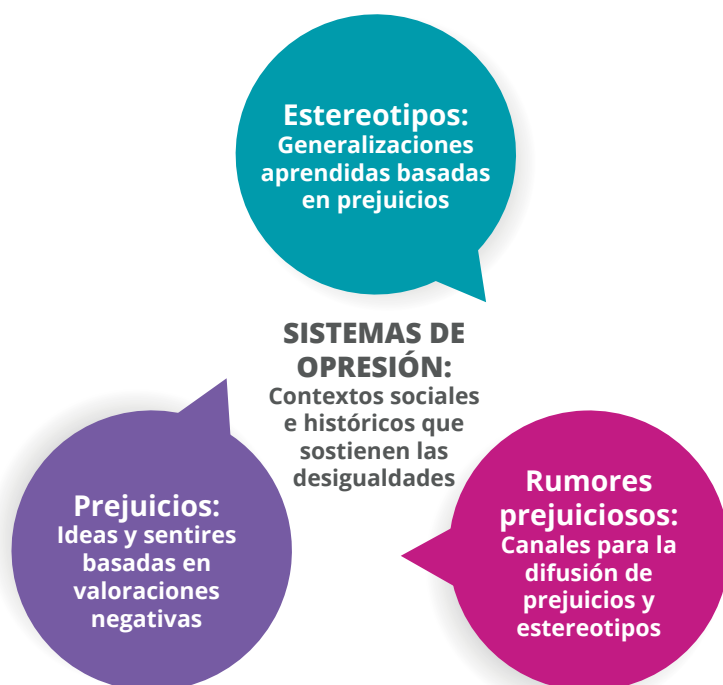 Estereotipos:
Generalizaciones
aprendidas basadas
en prejuicios
SISTEMAS DE
OPRESIÓN:
Contextos sociales
e históricos que
sostienen las
desigualdades
Prejuicios:
Ideas y sentires
basadas en
valoraciones
negativas
Rumores
prejuiciosos:
Canales para la
difusión de
prejuicios y
estereotipos